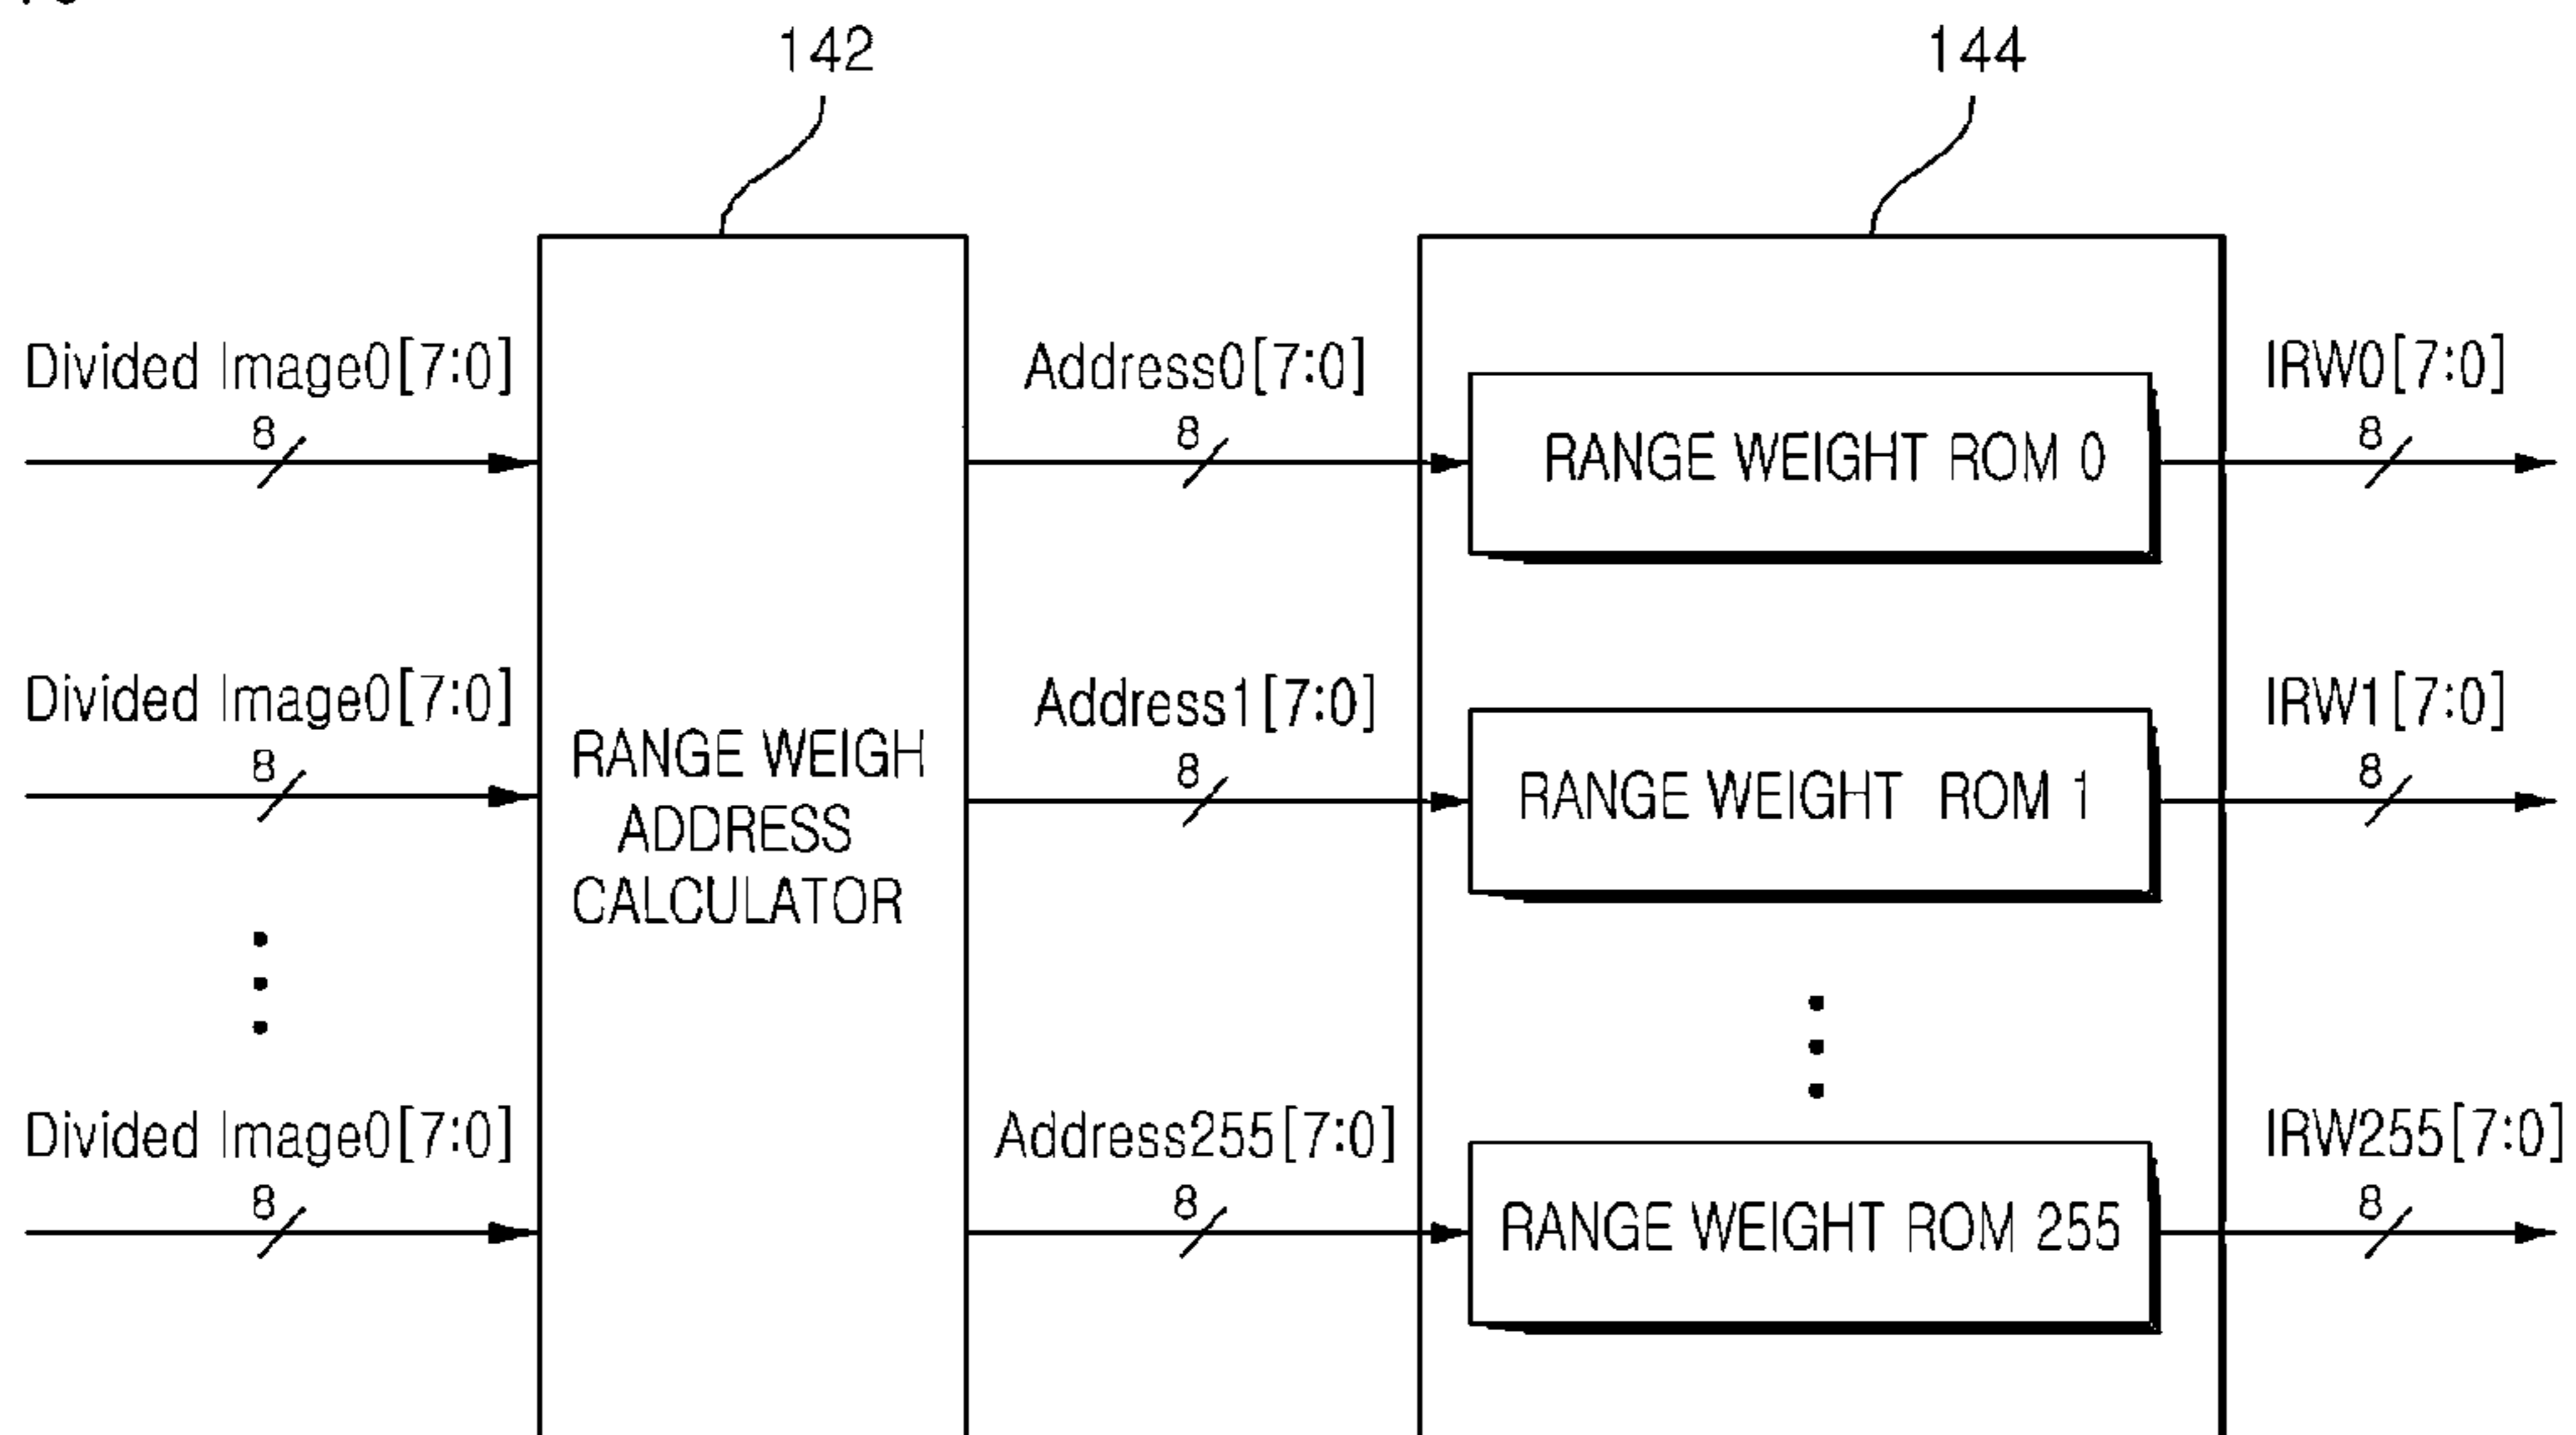 142
144
Divided Image0[7:0]
8
Address0[7:0]
8
RANGE WEIGHT ROM 0
IRW0[7:0]
8
Divided Image0[7:0]
8
Address1[7:0]
8
RANGE WEIGHT ROM 1
IRW1[7:0]
8
RANGE WEIGH
ADDRESS
CALCULATOR
Divided Image0[7:0]
8
Address255[7:0]
8
RANGE WEIGHT ROM 255
IRW255[7:0]
8